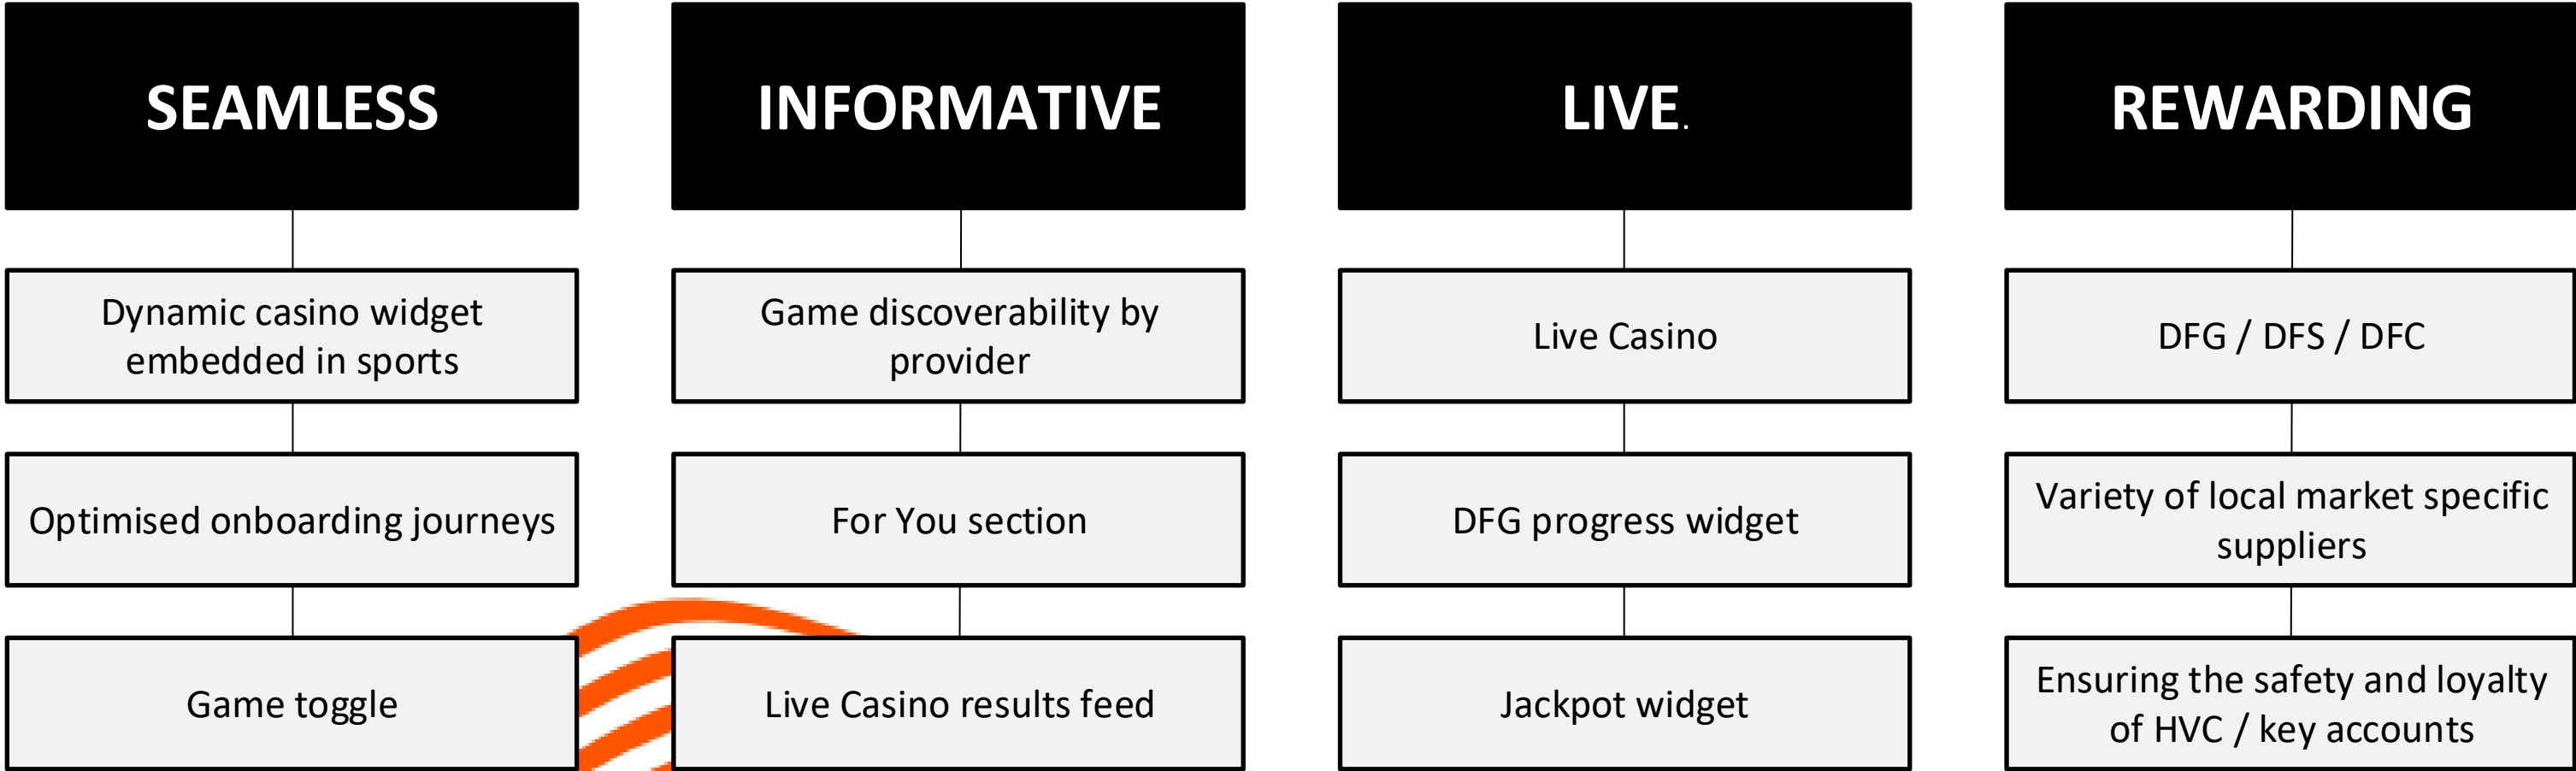 SEAMLESS
Dynamic casino widget
embedded in sports
Optimised onboarding journeys
Game toggle
INFORMATIVE
Game discoverability by
provider
For You section
Live Casino results feed
LIVE.
Live Casino
DFG progress widget
Jackpot widget
REWARDING
DFG / DFS / DFC
Variety of local market specific
suppliers
Ensuring the safety and loyalty
of HVC / key accounts